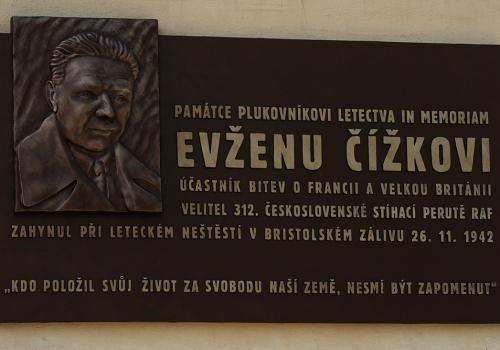 PAMÁTCE PLUKOVNÍKOVI LETECTVA IN MEMORIAM
EVŽENU ČÍŽKOVI
ÚČASTNÍK BITEV O FRANCII A VELKOU BRITÁNII
VELITEL 312. ČESKOSLOVENSKÉ STÍHACÍ PERUTĚ RAF
ZAHYNUL PŘI LETECKÉM NEŠTĚSTÍ V BRISTOLSKÉM ZÁLIVU 26. 11. 1942
„KDO POLOŽIL SVŮJ ŽIVOT ZA SVOBODU NAŠÍ ZEMĚ, NESMÍ BÝT ZAPOMENUT“